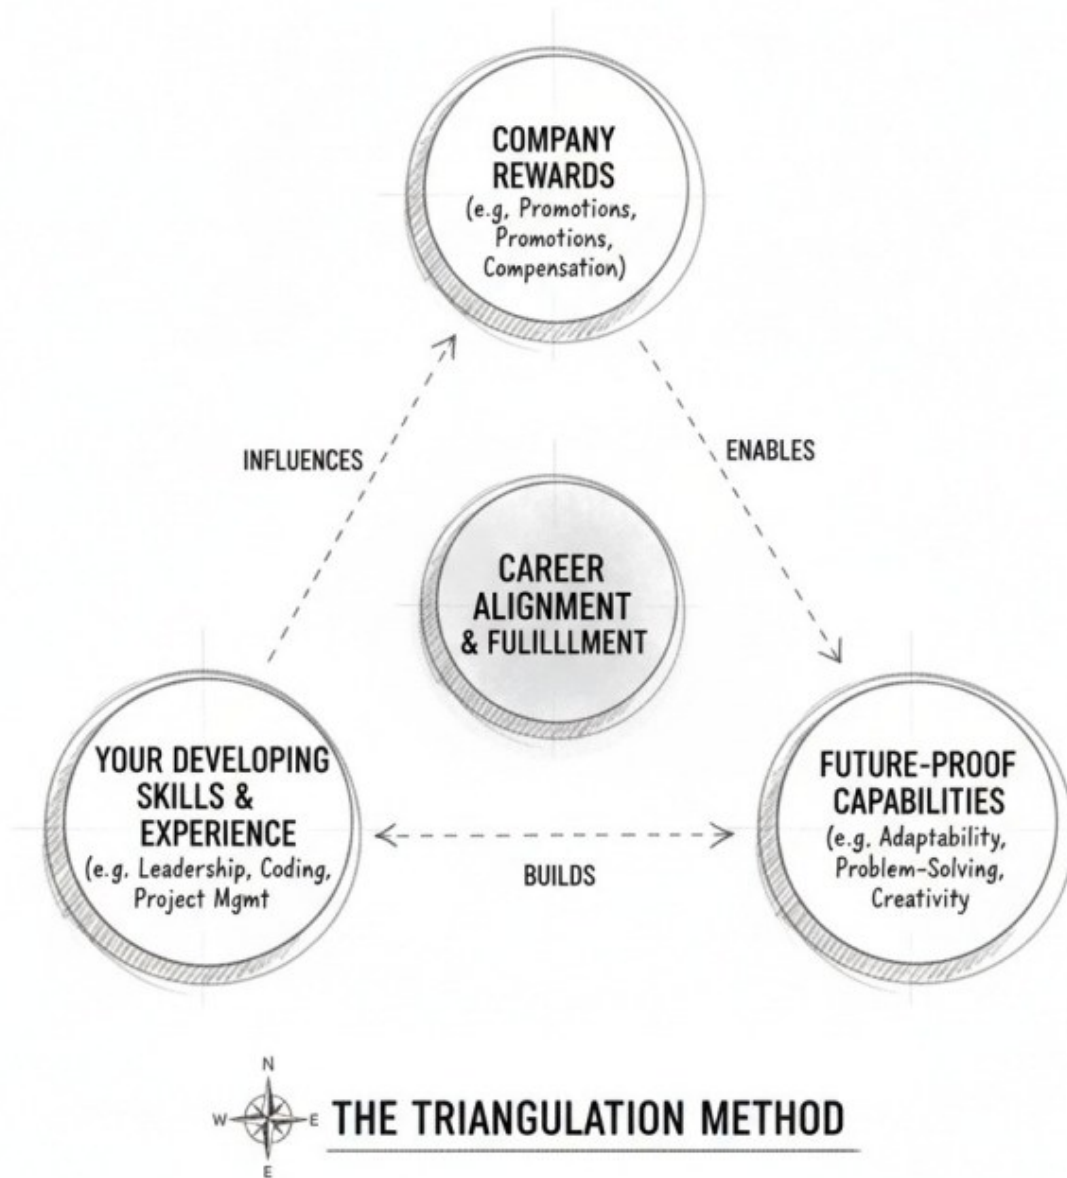 COMPANY
REWARDS
(e.g, Promotions,
Promotions,
Compensation)
INFLUENCES
ENABLES
CAREER
ALIGNMENT
& FULILLLMENT
YOUR DEVELOPING
SKILLS &
EXPERIENCE
(e.g. Leadership, Coding,
Project Mgmt
BUILDS
FUTURE-PROOF
CAPABILITIES
(e.g. Adaptability,
Problem-Solving,
Creativity
N
W E
E
THE TRIANGULATION METHOD